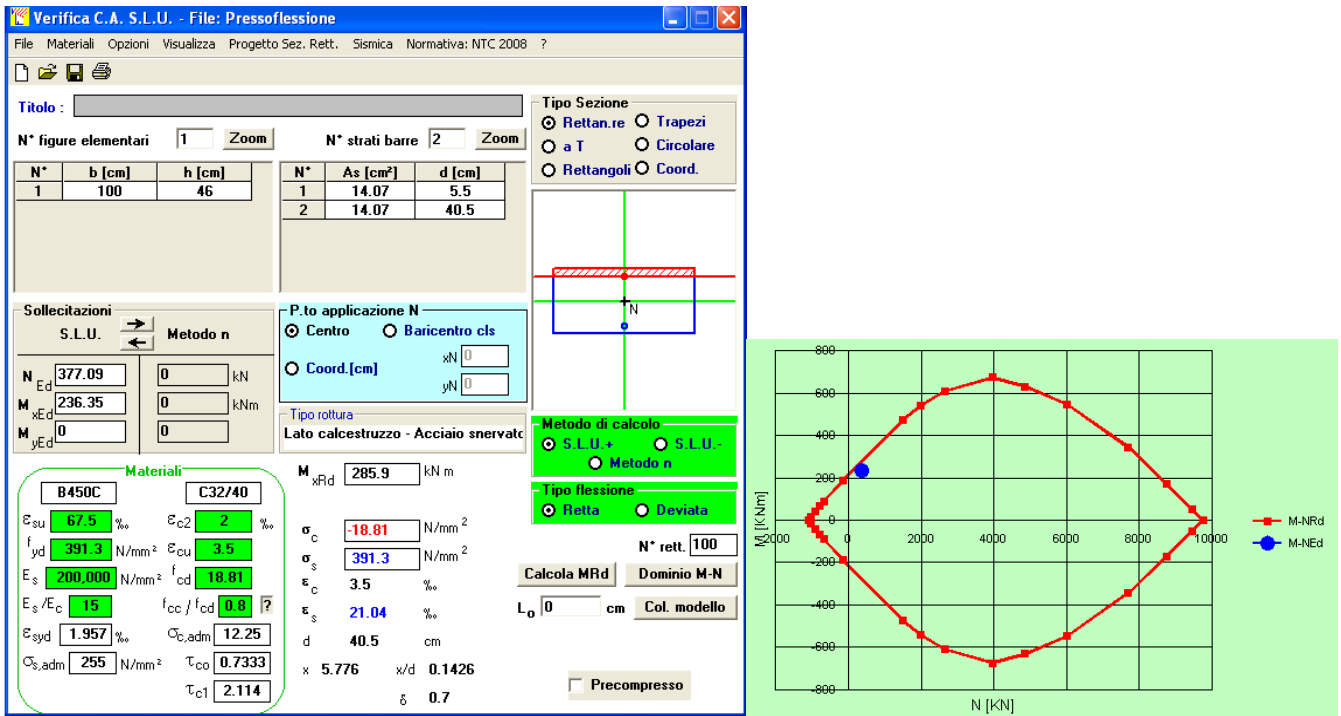 Verifica C.A. S.L.U. - File: Pressoflessione
File Materiali Opzioni Visualizza Progetto Sez. Rett. Sismica Normativa: NTC 2008 ?
Titolo :
N° figure elementari 1 Zoom N° strati barre 2 Zoom
N° b [cm] h [cm]
1 100 46
N° As [cm²] d [cm]
1 14.07 5.5
2 14.07 40.5
Tipo Sezione
Rettan.re Trapezi
a T Circolare
Rettangoli Coord.
N
Sollecitazioni
S.L.U. Metodo n
N Ed 377.09 0 kN
M xEd 236.35 0 kNm
M yEd 0 0
P.to applicazione N
Centro Baricentro cls
Coord.[cm] xN 0
yN 0
Tipo rottura
Lato calcestruzzo - Acciaio snervato
Metodo di calcolo
S.L.U.+ S.L.U.-
Metodo n
Tipo flessione
Retta Deviata
Materiali
B450C C32/40
εsu 67.5 ‰ εc2 2 ‰
fyd 391.3 N/mm² εcu 3.5
Es 200,000 N/mm² fcd 18.81
Es/Ec 15 fcc / fcd 0.8 ?
εsyd 1.957 ‰ σc,adm 12.25
σs,adm 255 N/mm² τco 0.7333
τc1 2.114
M xRd 285.9 kN m
σc -18.81 N/mm²
σs 391.3 N/mm²
εc 3.5 ‰
εs 21.04 ‰
d 40.5 cm
x 5.776 x/d 0.1426
δ 0.7
N° rett. 100
Calcola MRd Dominio M-N
Lo 0 cm Col. modello
Precompresso
800
600
400
200
0
-200
-400
-600
-800
-2000 0 2000 4000 6000 8000 10000
M [KNm]
N [KN]
M-NRd
M-NEd